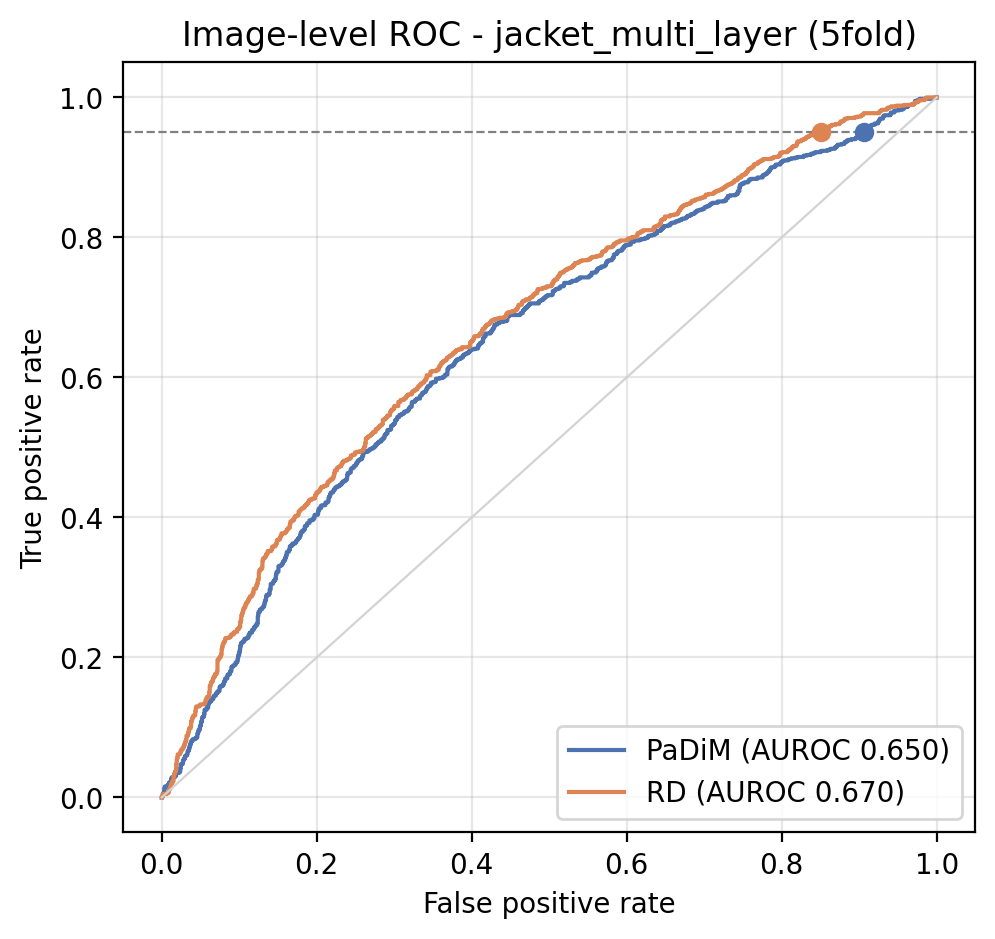 Image-level ROC - jacket_multi_layer (5fold)
True positive rate
1.0
0.8
0.6
0.4
0.2
0.0
0.0 0.2 0.4 0.6 0.8 1.0
False positive rate
PaDiM (AUROC 0.650)
RD (AUROC 0.670)